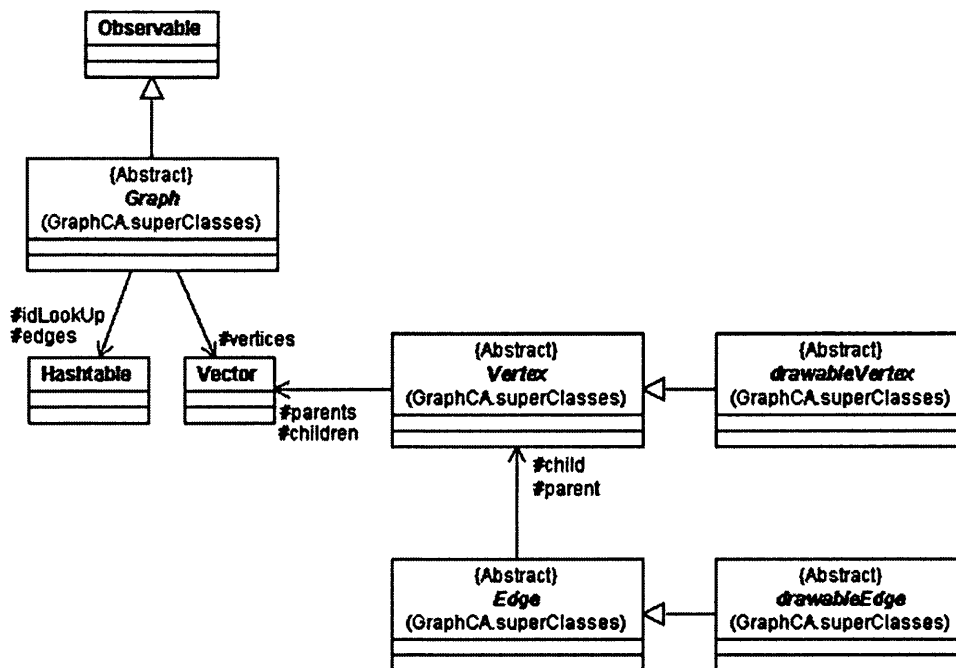 Observable
{Abstract}
Graph
(GraphCA.superClasses)
#idLookUp
#edges
#vertices
Hashtable
Vector
#parents
#children
{Abstract}
Vertex
(GraphCA.superClasses)
{Abstract}
drawableVertex
(GraphCA.superClasses)
#child
#parent
{Abstract}
Edge
(GraphCA.superClasses)
{Abstract}
drawableEdge
(GraphCA.superClasses)